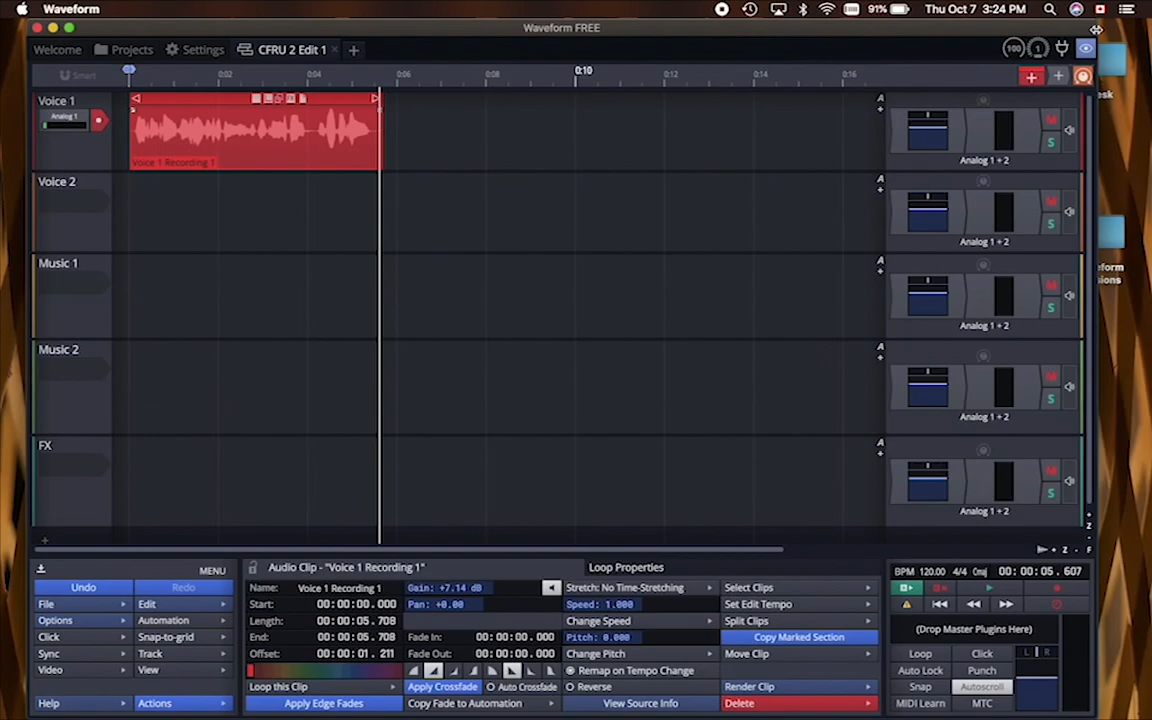 Waveform
91%
Thu Oct 7 3:24 PM
Waveform FREE
Welcome
Projects
Settings
CFRU 2 Edit 1
100
1
Smart
0:02
0:04
0:06
0:08
0:10
0:12
0:14
0:16
esk
Voice 1
Analog 1
Voice 1 Recording 1
A
M
S
Analog 1 + 2
Voice 2
A
M
S
Analog 1 + 2
Music 1
A
M
S
Analog 1 + 2
Music 2
A
M
S
Analog 1 + 2
FX
A
M
S
Analog 1 + 2
eform
sions
Z
Z
F
MENU
Undo
Redo
File
Edit
Options
Automation
Click
Snap-to-grid
Sync
Track
Video
View
Help
Actions
Audio Clip - "Voice 1 Recording 1"
Loop Properties
Name:
Voice 1 Recording 1
Start:
00:00:00.000
Length:
00:00:05.708
End:
00:00:05.708
Offset:
00:00:01.211
Loop this Clip
Apply Edge Fades
Gain: +7.14 dB
Pan: +0.00
Fade In:
00:00:00.000
Fade Out:
00:00:00.000
Apply Crossfade
Auto Crossfade
Copy Fade to Automation
Stretch: No Time-Stretching
Speed: 1.000
Change Speed
Pitch: 0.000
Change Pitch
Remap on Tempo Change
Reverse
View Source Info
Select Clips
Set Edit Tempo
Split Clips
Copy Marked Section
Move Clip
Render Clip
Delete
BPM 120.00 4/4 Cmaj 00:00:05.607
(Drop Master Plugins Here)
Loop
Click
Auto Lock
Punch
Snap
Autoscroll
MIDI Learn
MTC
L
R